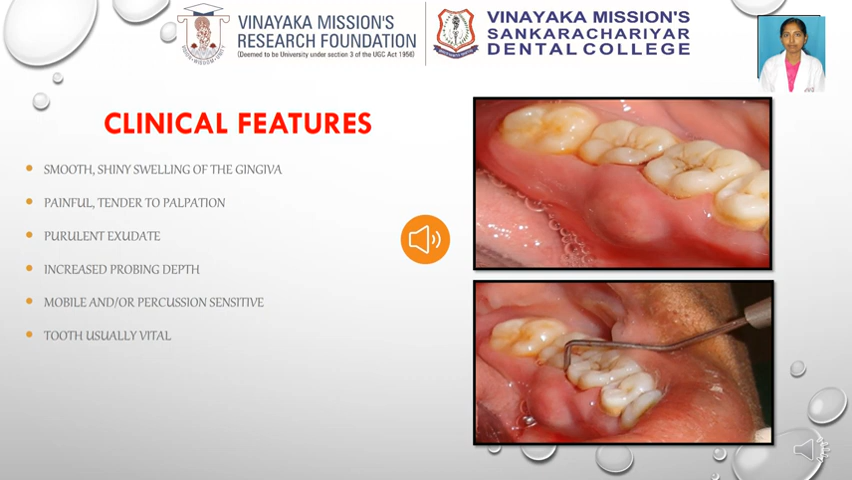 VINAYAKA MISSION'S
RESEARCH FOUNDATION
(Deemed to be University under section 3 of the UGC Act 1956)
VINAYAKA MISSION'S
SANKARACHARIYAR
DENTAL COLLEGE
CLINICAL FEATURES
SMOOTH, SHINY SWELLING OF THE GINGIVA
PAINFUL, TENDER TO PALPATION
PURULENT EXUDATE
INCREASED PROBING DEPTH
MOBILE AND/OR PERCUSSION SENSITIVE
TOOTH USUALLY VITAL